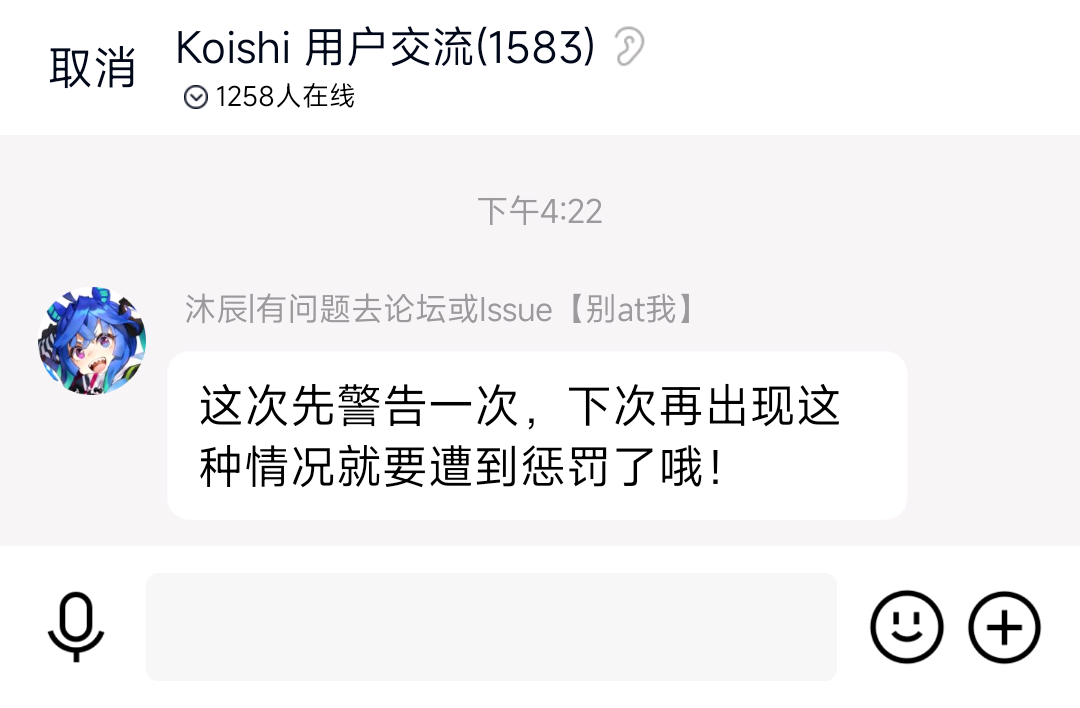 取消
Koishi 用户交流(1583)
1258人在线
下午4:22
沐辰|有问题去论坛或Issue【别at我】
这次先警告一次，下次再出现这
种情况就要遭到惩罚了哦！